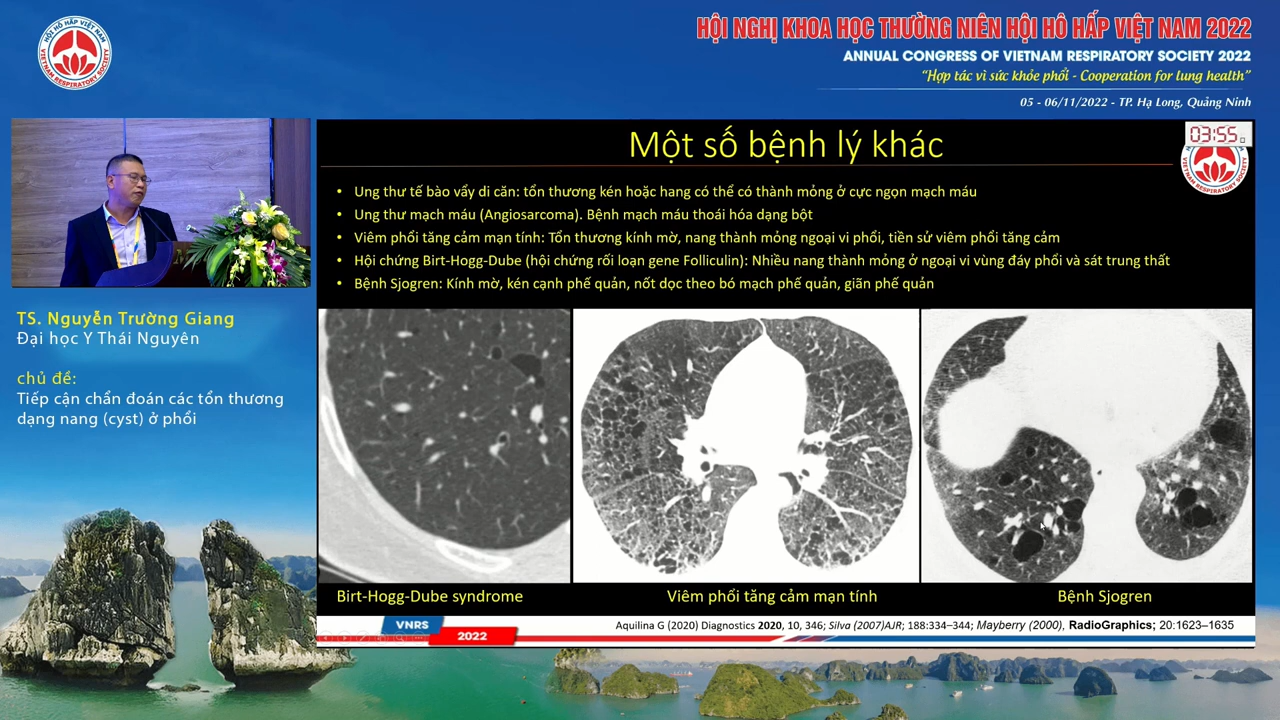 HỘI HÔ HẤP VIỆT NAM
VIETNAM RESPIRATORY SOCIETY
HỘI NGHỊ KHOA HỌC THƯỜNG NIÊN HỘI HÔ HẤP VIỆT NAM 2022
ANNUAL CONGRESS OF VIETNAM RESPIRATORY SOCIETY 2022
“Hợp tác vì sức khỏe phổi - Cooperation for lung health”
05 - 06/11/2022 - TP. Hạ Long, Quảng Ninh
TS. Nguyễn Trường Giang
Đại học Y Thái Nguyên
chủ đề:
Tiếp cận chẩn đoán các tổn thương
dạng nang (cyst) ở phổi
Một số bệnh lý khác
03:55
• Ung thư tế bào vẩy di căn: tổn thương kén hoặc hang có thể có thành mỏng ở cực ngọn mạch máu
• Ung thư mạch máu (Angiosarcoma). Bệnh mạch máu thoái hóa dạng bột
• Viêm phổi tăng cảm mạn tính: Tổn thương kính mờ, nang thành mỏng ngoại vi phổi, tiền sử viêm phổi tăng cảm
• Hội chứng Birt-Hogg-Dube (hội chứng rối loạn gene Folliculin): Nhiều nang thành mỏng ở ngoại vi vùng đáy phổi và sát trung thất
• Bệnh Sjogren: Kính mờ, kén cạnh phế quản, nốt dọc theo bó mạch phế quản, giãn phế quản
Birt-Hogg-Dube syndrome
Viêm phổi tăng cảm mạn tính
Bệnh Sjogren
VNRS
2022
Aquilina G (2020) Diagnostics 2020, 10, 346; Silva (2007)AJR; 188:334–344; Mayberry (2000), RadioGraphics; 20:1623–1635